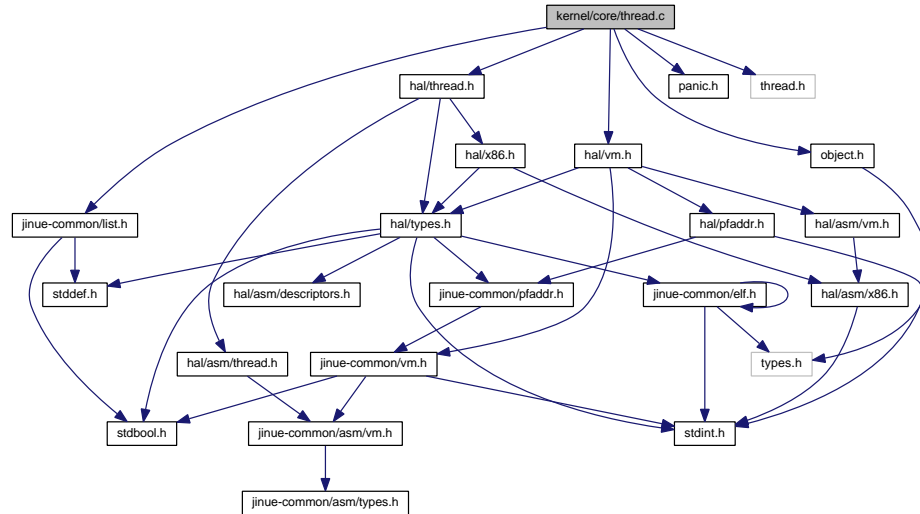 kernel/core/thread.c
hal/thread.h
panic.h
thread.h
hal/x86.h
hal/vm.h
object.h
jinue-common/list.h
hal/types.h
hal/pfaddr.h
hal/asm/vm.h
stddef.h
hal/asm/descriptors.h
jinue-common/pfaddr.h
jinue-common/elf.h
hal/asm/x86.h
hal/asm/thread.h
jinue-common/vm.h
types.h
stdbool.h
jinue-common/asm/vm.h
stdint.h
jinue-common/asm/types.h